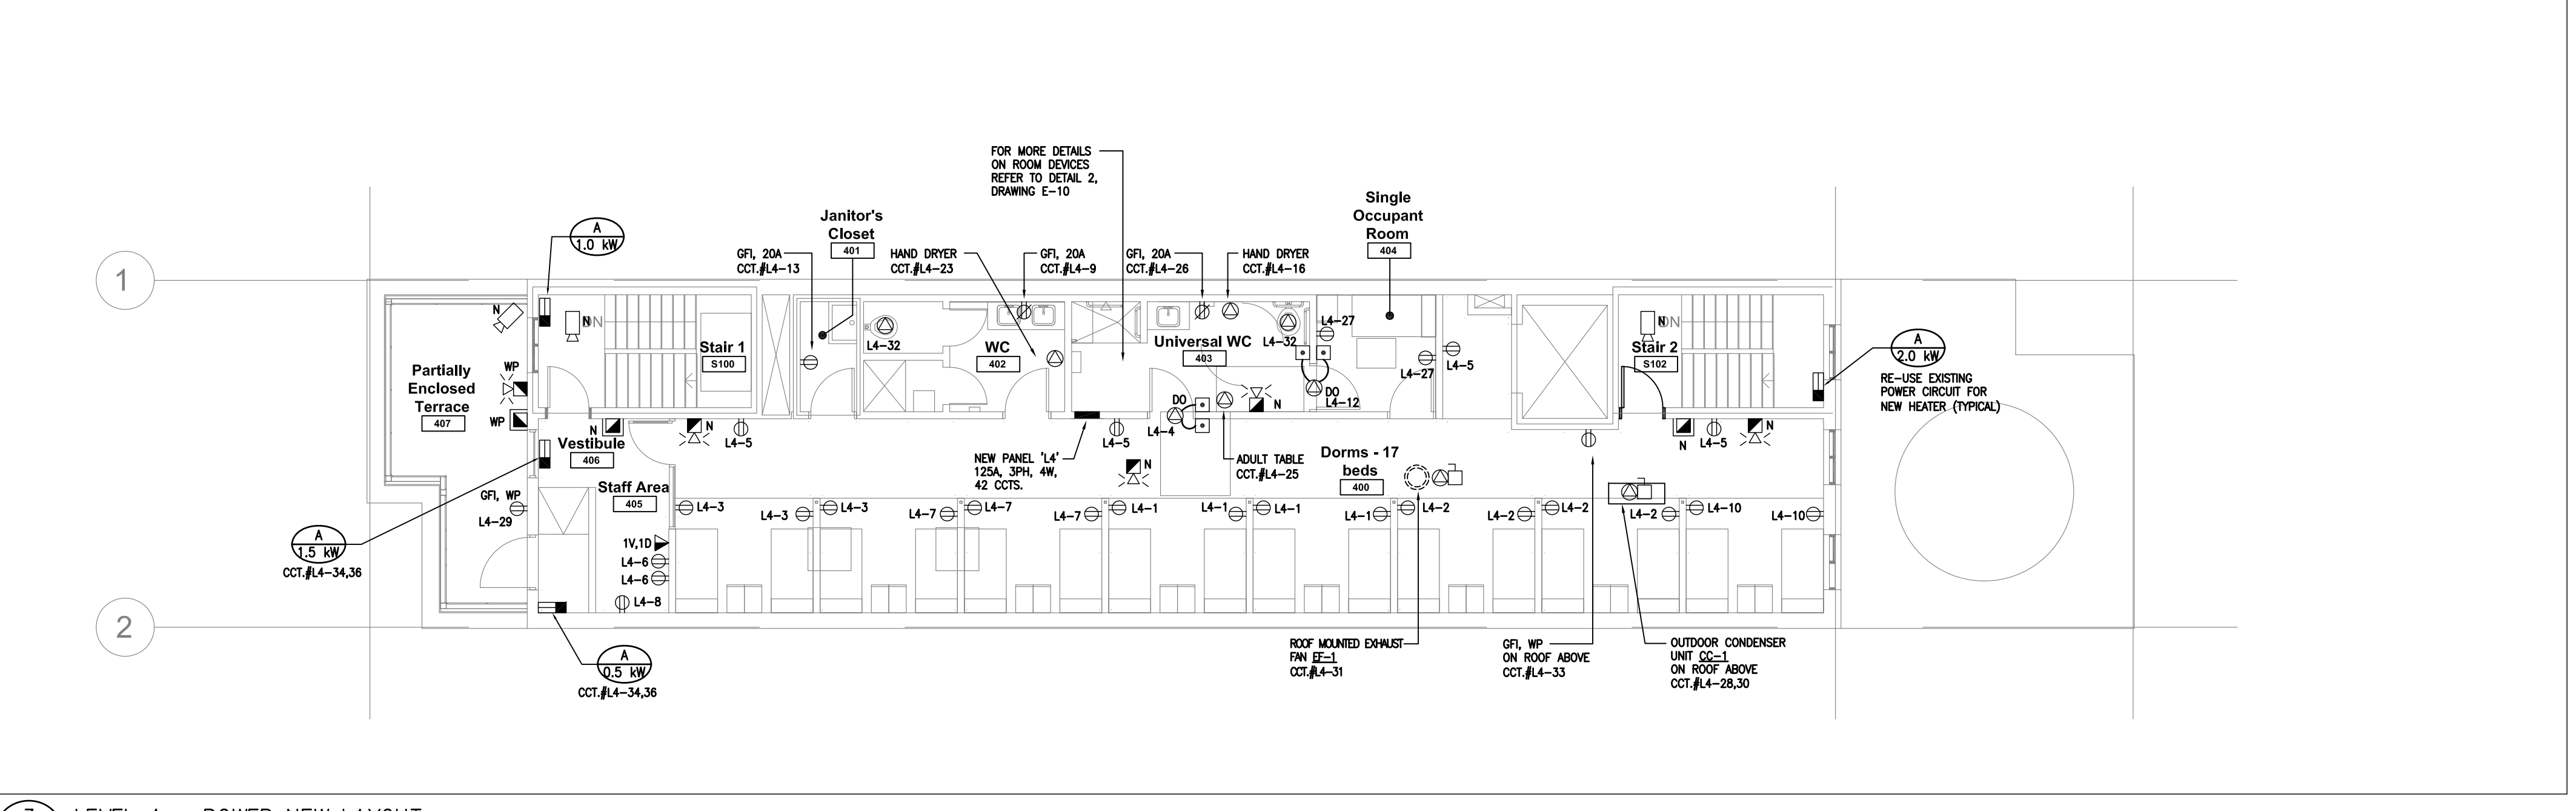 FOR MORE DETAILS
ON ROOM DEVICES
REFER TO DETAIL 2,
DRAWING E-10
Single
Occupant
Room
404
Janitor's
Closet
401
A
1.0 kW
GFI, 20A
CCT.#L4-13
HAND DRYER
CCT.#L4-23
GFI, 20A
CCT.#L4-9
GFI, 20A
CCT.#L4-26
HAND DRYER
CCT.#L4-16
1
N
N
DN
L4-32
WC
402
Universal WC
403
L4-32
L4-27
L4-27
L4-5
N
DN
Stair 1
S100
Stair 2
S102
A
2.0 kW
RE-USE EXISTING
POWER CIRCUIT FOR
NEW HEATER (TYPICAL)
Partially
Enclosed
Terrace
407
WP
WP
DO
L4-12
DO
L4-4
N
N
Vestibule
406
N
L4-5
L4-5
N
N
L4-5
N
NEW PANEL 'L4'
125A, 3PH, 4W,
42 CCTS.
ADULT TABLE
CCT.#L4-25
Dorms - 17
beds
400
Staff Area
405
GFI, WP
L4-29
L4-3
L4-3
L4-3
L4-7
L4-7
L4-7
L4-1
L4-1
L4-1
L4-1
L4-2
L4-2
L4-2
L4-2
L4-10
L4-10
A
1.5 kW
CCT.#L4-34,36
1V,1D
L4-6
L4-6
L4-8
2
A
0.5 kW
CCT.#L4-34,36
ROOF MOUNTED EXHAUST
FAN EF-1
CCT.#L4-31
GFI, WP
ON ROOF ABOVE
CCT.#L4-33
OUTDOOR CONDENSER
UNIT CC-1
ON ROOF ABOVE
CCT.#L4-28,30